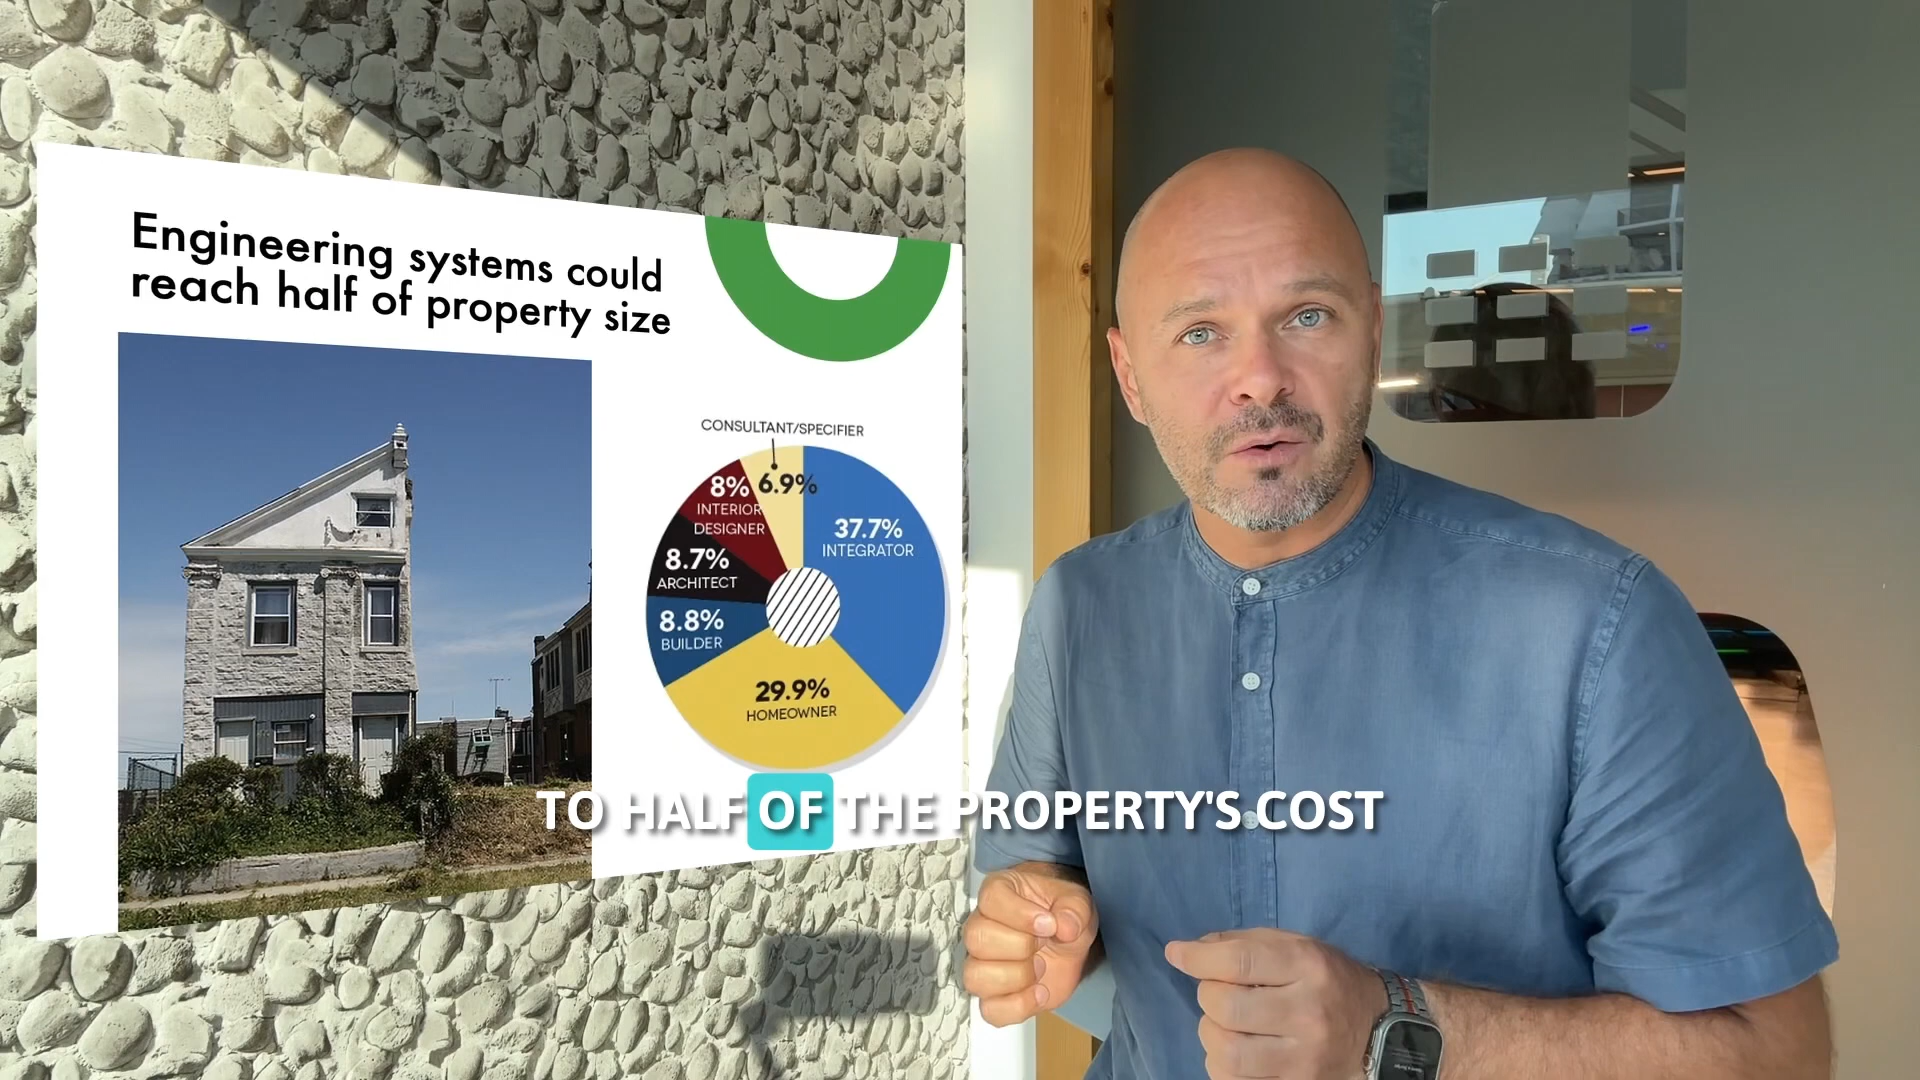 Engineering systems could
reach half of property size
CONSULTANT/SPECIFIER
6.9%
8%
INTERIOR
DESIGNER
37.7%
INTEGRATOR
8.7%
ARCHITECT
8.8%
BUILDER
29.9%
HOMEOWNER
TO HALF OF THE PROPERTY'S COST